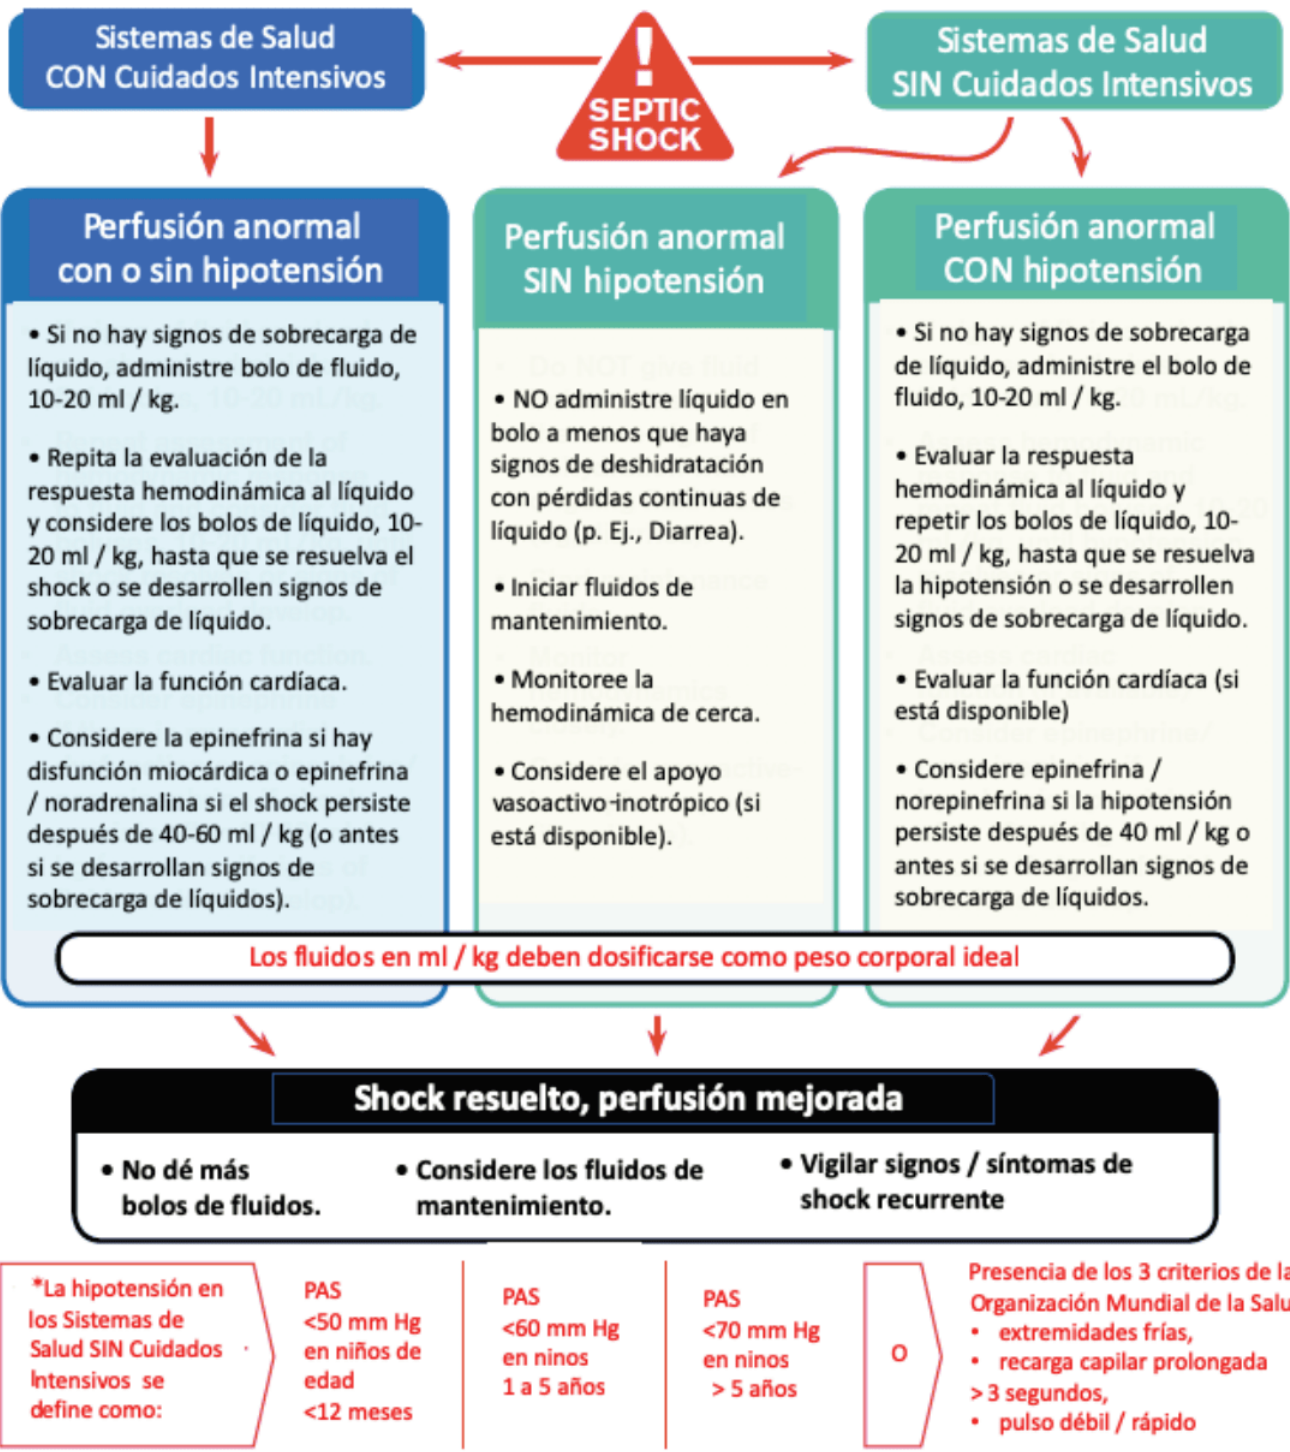 Sistemas de Salud
CON Cuidados Intensivos
!
SEPTIC
SHOCK
Sistemas de Salud
SIN Cuidados Intensivos
Perfusión anormal
con o sin hipotensión
• Si no hay signos de sobrecarga de
líquido, administre bolo de fluido,
10-20 ml / kg.
• Repita la evaluación de la
respuesta hemodinámica al líquido
y considere los bolos de líquido, 10-
20 ml / kg, hasta que se resuelva el
shock o se desarrollen signos de
sobrecarga de líquido.
• Evaluar la función cardíaca.
• Considere la epinefrina si hay
disfunción miocárdica o epinefrina
/ noradrenalina si el shock persiste
después de 40-60 ml / kg (o antes
si se desarrollan signos de
sobrecarga de líquidos).
Perfusión anormal
SIN hipotensión
• NO administre líquido en
bolo a menos que haya
signos de deshidratación
con pérdidas continuas de
líquido (p. Ej., Diarrea).
• Iniciar fluidos de
mantenimiento.
• Monitoree la
hemodinámica de cerca.
• Considere el apoyo
vasoactivo-inotrópico (si
está disponible).
Perfusión anormal
CON hipotensión
• Si no hay signos de sobrecarga
de líquido, administre el bolo de
fluido, 10-20 ml / kg.
• Evaluar la respuesta
hemodinámica al líquido y
repetir los bolos de líquido, 10-
20 ml / kg, hasta que se resuelva
la hipotensión o se desarrollen
signos de sobrecarga de líquido.
• Evaluar la función cardíaca (si
está disponible)
• Considere epinefrina /
norepinefrina si la hipotensión
persiste después de 40 ml / kg o
antes si se desarrollan signos de
sobrecarga de líquidos.
Los fluidos en ml / kg deben dosificarse como peso corporal ideal
Shock resuelto, perfusión mejorada
• No dé más
bolos de fluidos.
• Considere los fluidos de
mantenimiento.
• Vigilar signos / síntomas de
shock recurrente
*La hipotensión en
los Sistemas de
Salud SIN Cuidados
Intensivos se
define como:
PAS
<50 mm Hg
en niños de
edad
<12 meses
PAS
<60 mm Hg
en ninos
1 a 5 años
PAS
<70 mm Hg
en ninos
> 5 años
O
Presencia de los 3 criterios de la
Organización Mundial de la Salu
• extremidades frías,
• recarga capilar prolongada
> 3 segundos,
• pulso débil / rápido